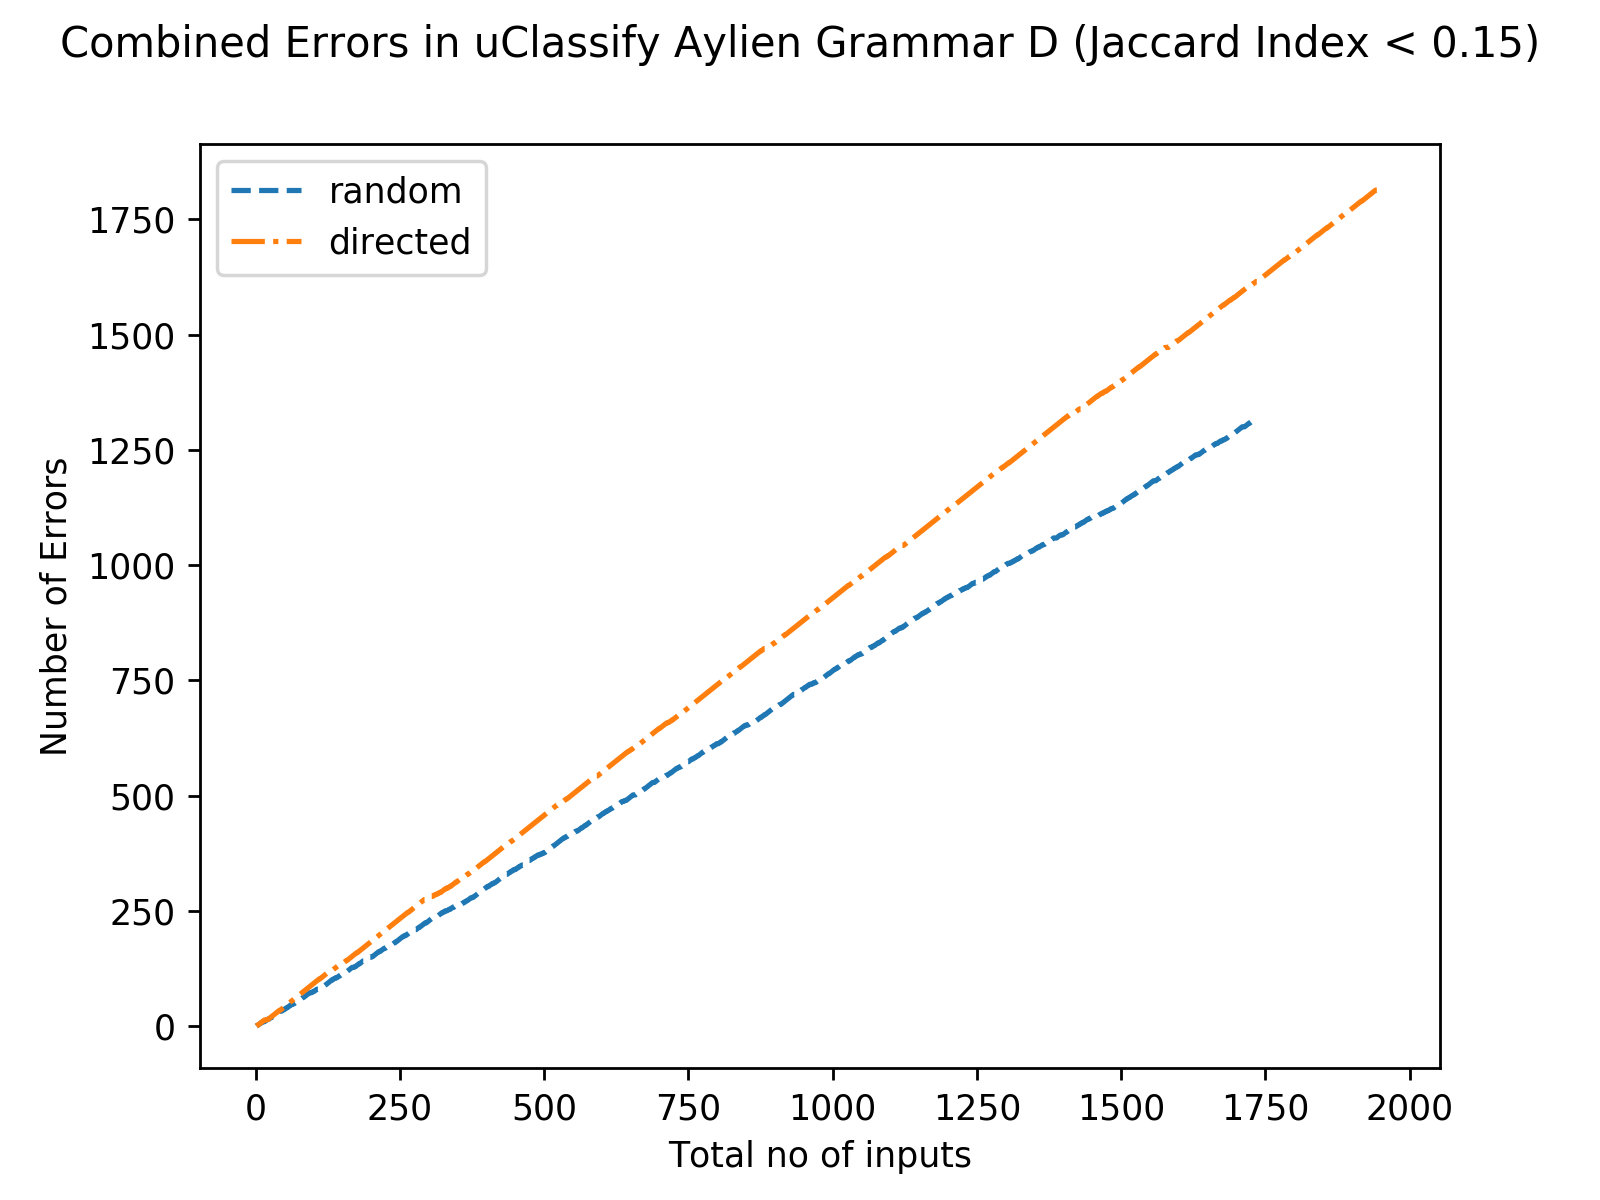 Combined Errors in uClassify Aylien Grammar D (Jaccard Index < 0.15)
random
directed
1750
1500
1250
1000
750
500
250
0
Number of Errors
0 250 500 750 1000 1250 1500 1750 2000
Total no of inputs